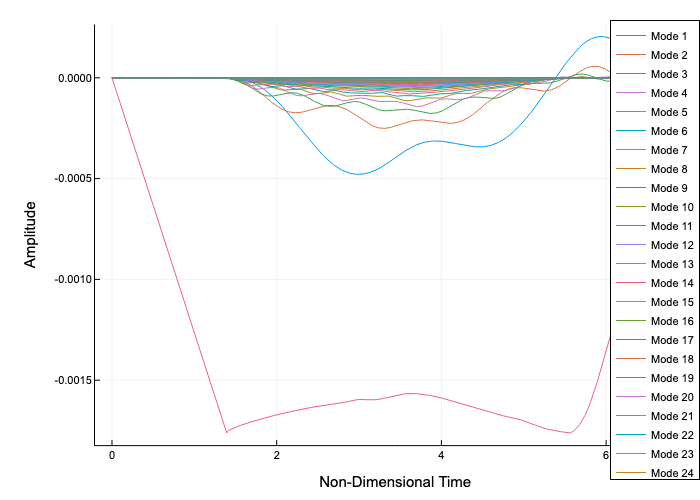 0.0000
-0.0005
-0.0010
-0.0015
Amplitude
0
2
4
6
Non-Dimensional Time
Mode 1
Mode 2
Mode 3
Mode 4
Mode 5
Mode 6
Mode 7
Mode 8
Mode 9
Mode 10
Mode 11
Mode 12
Mode 13
Mode 14
Mode 15
Mode 16
Mode 17
Mode 18
Mode 19
Mode 20
Mode 21
Mode 22
Mode 23
Mode 24